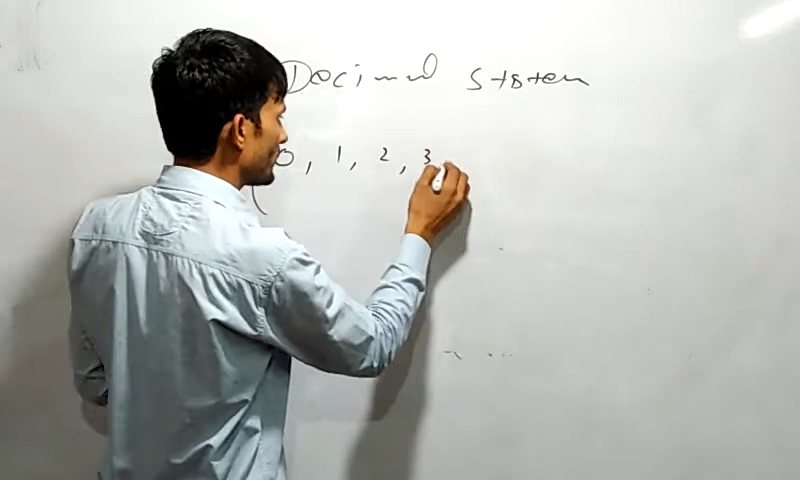 Decimal System
(0, 1, 2, 3